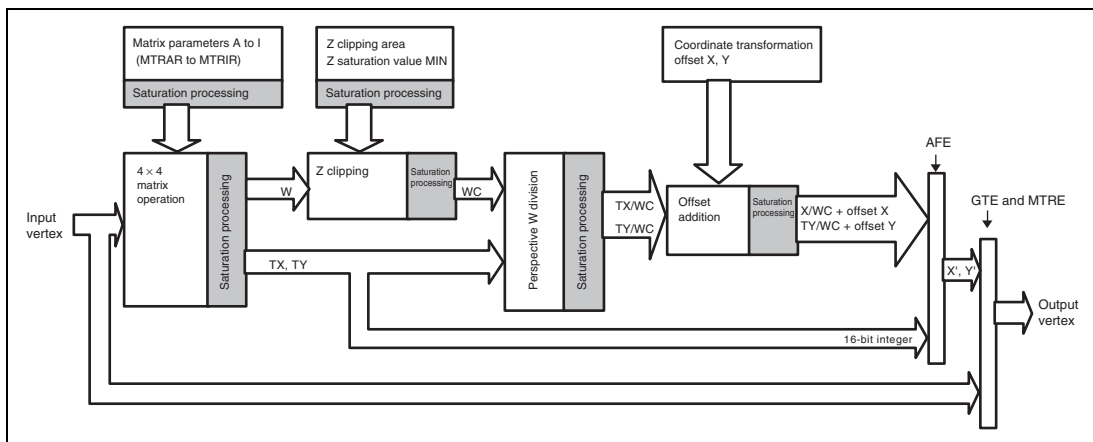 Matrix parameters A to I
(MTRAR to MTRIR)
Saturation processing
Z clipping area
Z saturation value MIN
Saturation processing
Coordinate transformation
offset X, Y
AFE
GTE and MTRE
4 × 4
matrix
operation
Saturation processing
W
Z clipping
Saturation
processing
WC
Perspective W division
Saturation processing
TX/WC
TY/WC
Offset
addition
Saturation
processing
X/WC + offset X
TY/WC + offset Y
Input
vertex
TX, TY
X', Y'
Output
vertex
16-bit integer